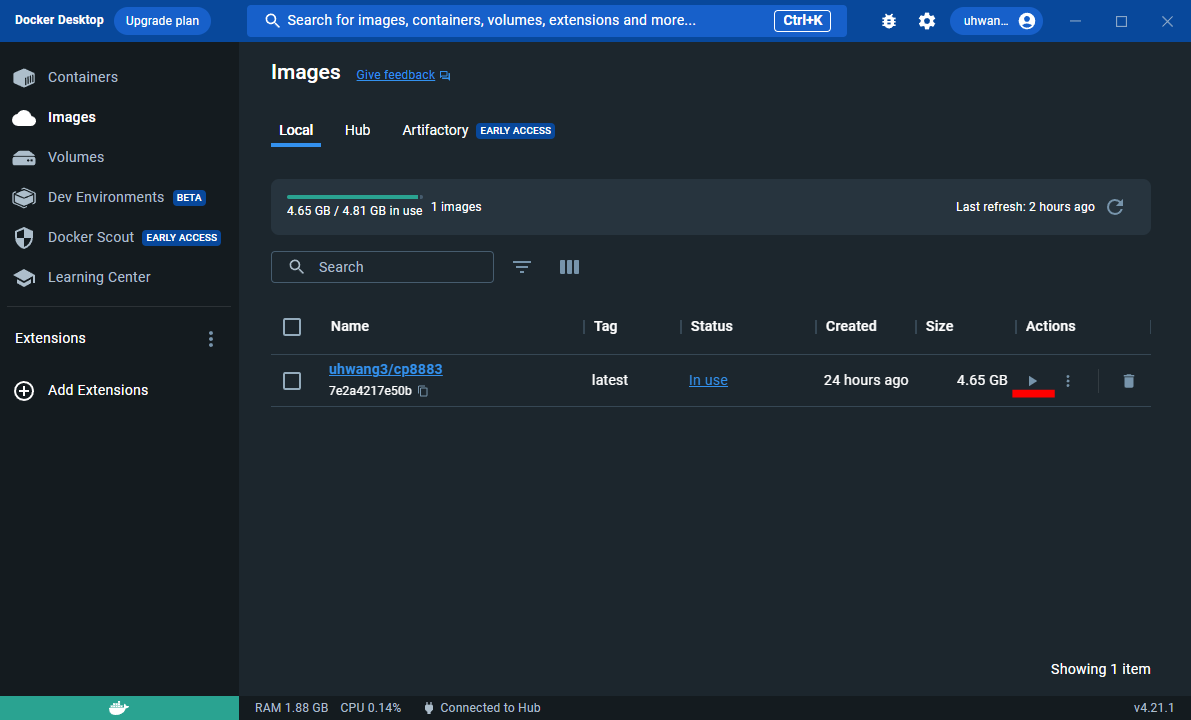 Docker Desktop Upgrade plan Search for images, containers, volumes, extensions and more... Ctrl+K uhwan...
Containers
Images
Volumes
Dev Environments BETA
Docker Scout EARLY ACCESS
Learning Center
Extensions
Add Extensions
Images Give feedback
Local Hub Artifactory EARLY ACCESS
4.65 GB / 4.81 GB in use 1 images Last refresh: 2 hours ago
Search
Name Tag Status Created Size Actions
uhwang3/cp8883 latest In use 24 hours ago 4.65 GB
7e2a4217e50b
Showing 1 item
RAM 1.88 GB CPU 0.14% Connected to Hub v4.21.1